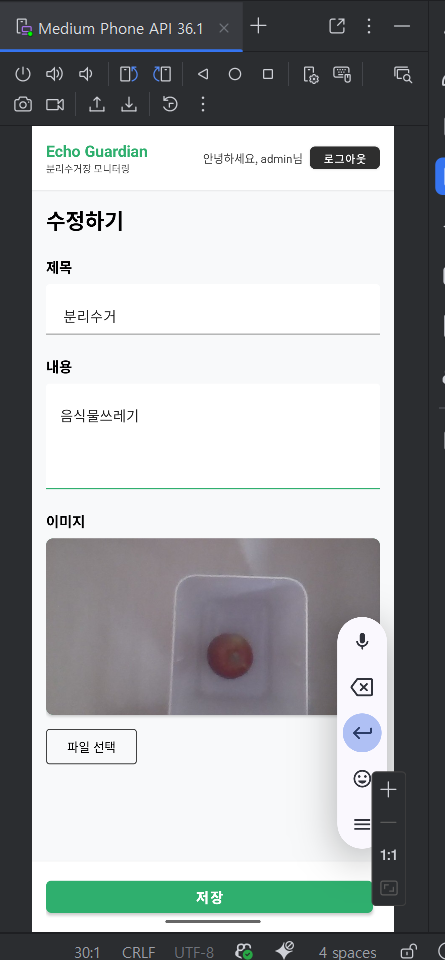 Medium Phone API 36.1
Echo Guardian
분리수거장 모니터링
안녕하세요, admin님
로그아웃
수정하기
제목
분리수거
내용
음식물쓰레기
이미지
파일 선택
1:1
저장
30:1 CRLF UTF-8 4 spaces